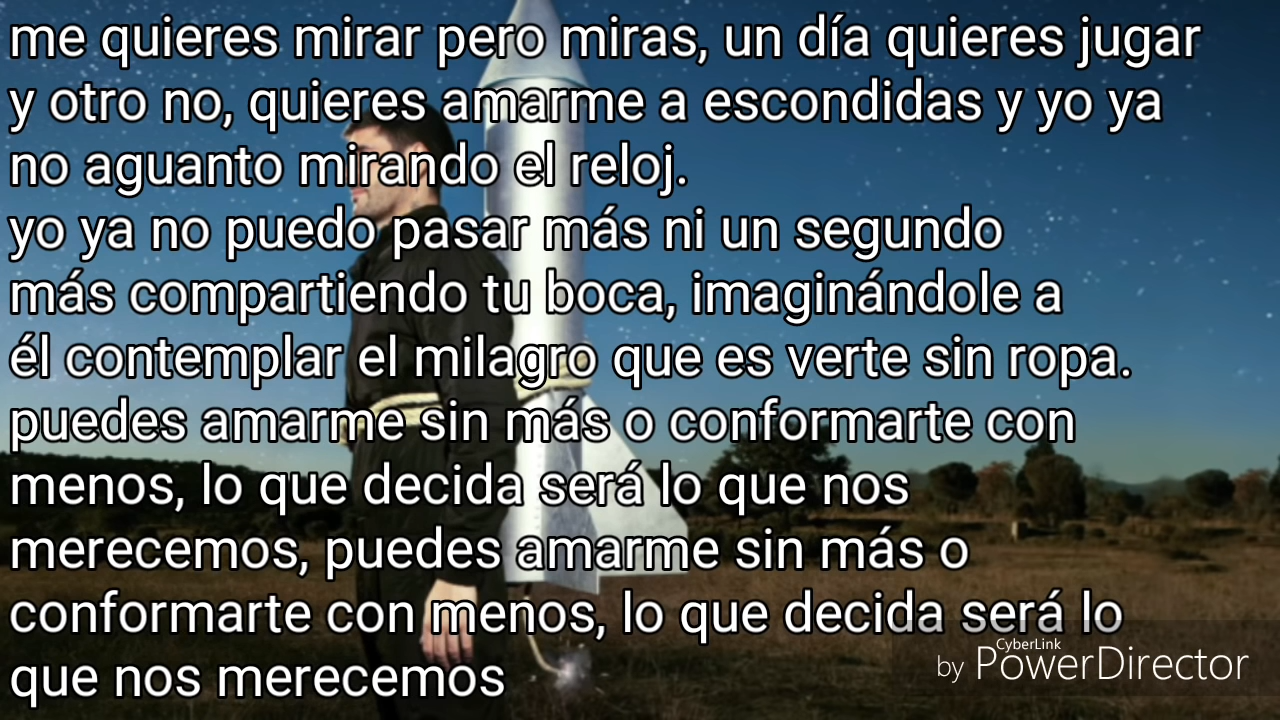 me quieres mirar pero miras, un día quieres jugar
y otro no, quieres amarme a escondidas y yo ya
no aguanto mirando el reloj.
yo ya no puedo pasar más ni un segundo
más compartiendo tu boca, imaginándole a
él contemplar el milagro que es verte sin ropa.
puedes amarme sin más o conformarte con
menos, lo que decida será lo que nos
merecemos, puedes amarme sin más o
conformarte con menos, lo que decida será lo
que nos merecemos
CyberLink
by PowerDirector